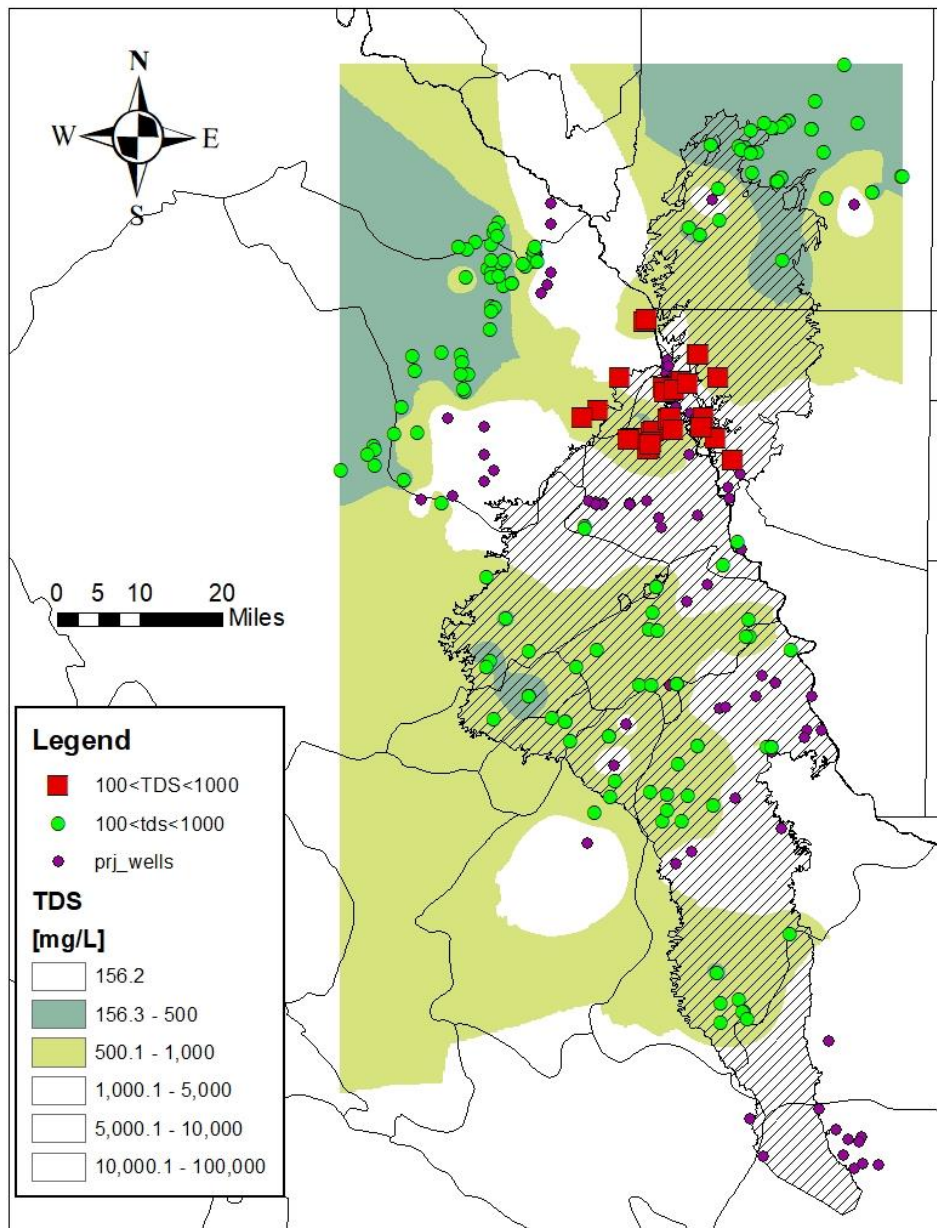 N
W E
S
0 5 10 20
Miles
Legend
100<TDS<1000
100<tds<1000
prj_wells
TDS
[mg/L]
156.2
156.3 - 500
500.1 - 1,000
1,000.1 - 5,000
5,000.1 - 10,000
10,000.1 - 100,000